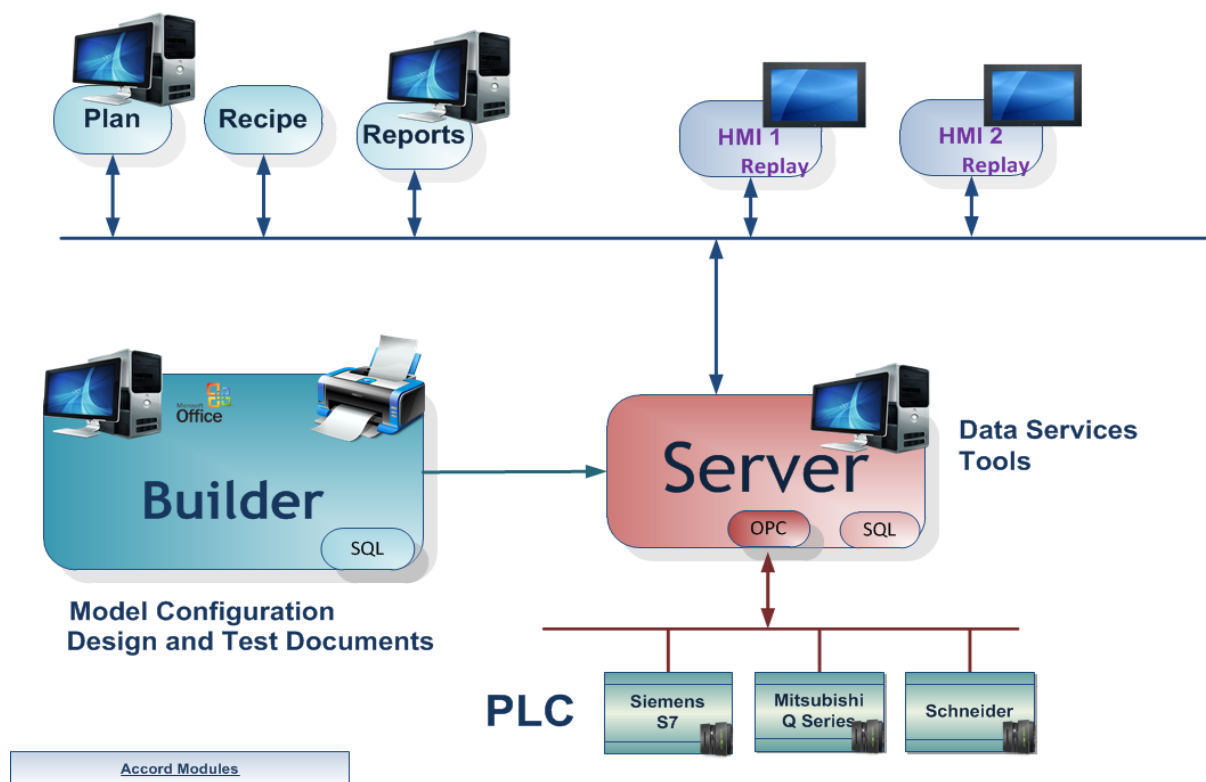 Plan
Recipe
Reports
HMI 1
Replay
HMI 2
Replay
Microsoft
Office
Builder
SQL
Server
OPC
SQL
Data Services
Tools
Model Configuration
Design and Test Documents
PLC
Siemens
S7
Mitsubishi
Q Series
Schneider
Accord Modules